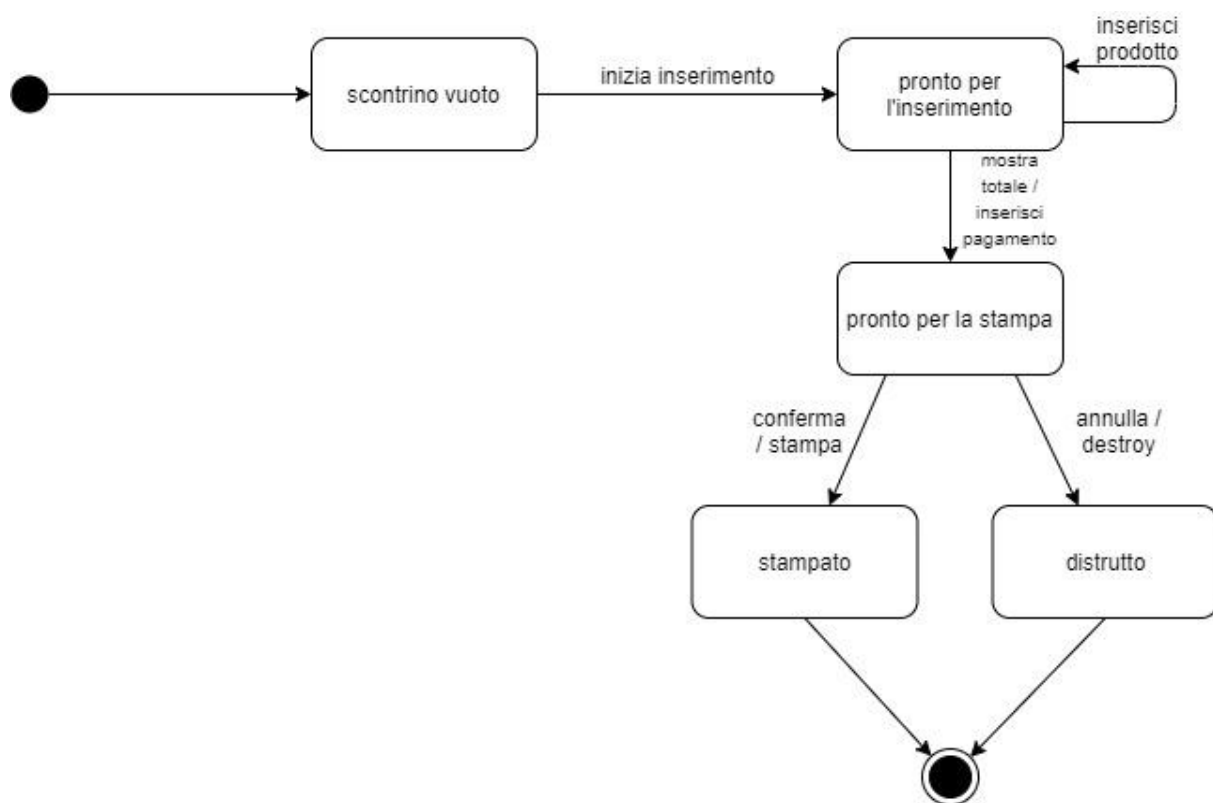 inserisci
prodotto
scontrino vuoto
inizia inserimento
pronto per
l'inserimento
mostra
totale /
inserisci
pagamento
pronto per la stampa
conferma
/ stampa
annulla /
destroy
stampato
distrutto